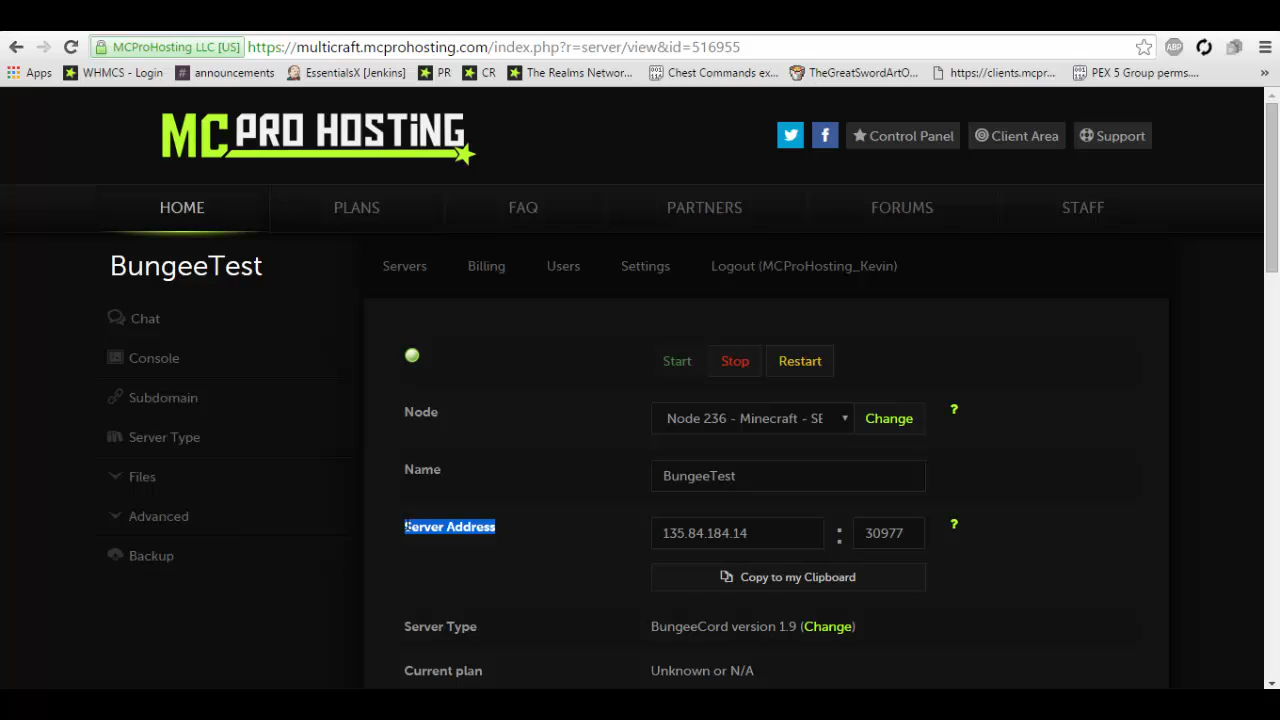 MCProHosting LLC [US] https://multicraft.mcprohosting.com/index.php?r=server/view&id=516955 ABP
Apps WHMCS - Login announcements EssentialsX [Jenkins] PR CR The Realms Networ... Chest Commands ex... TheGreatSwordArtO... https://clients.mcpr... PEX 5 Group perms.... »
MCPRO HOSTING
Control Panel Client Area Support
HOME PLANS FAQ PARTNERS FORUMS STAFF
BungeeTest
Servers Billing Users Settings Logout (MCProHosting_Kevin)
Chat
Console
Subdomain
Server Type
Files
Advanced
Backup
Start Stop Restart
Node Node 236 - Minecraft - SE Change ?
Name BungeeTest
Server Address 135.84.184.14 : 30977 ?
Copy to my Clipboard
Server Type BungeeCord version 1.9 (Change)
Current plan Unknown or N/A